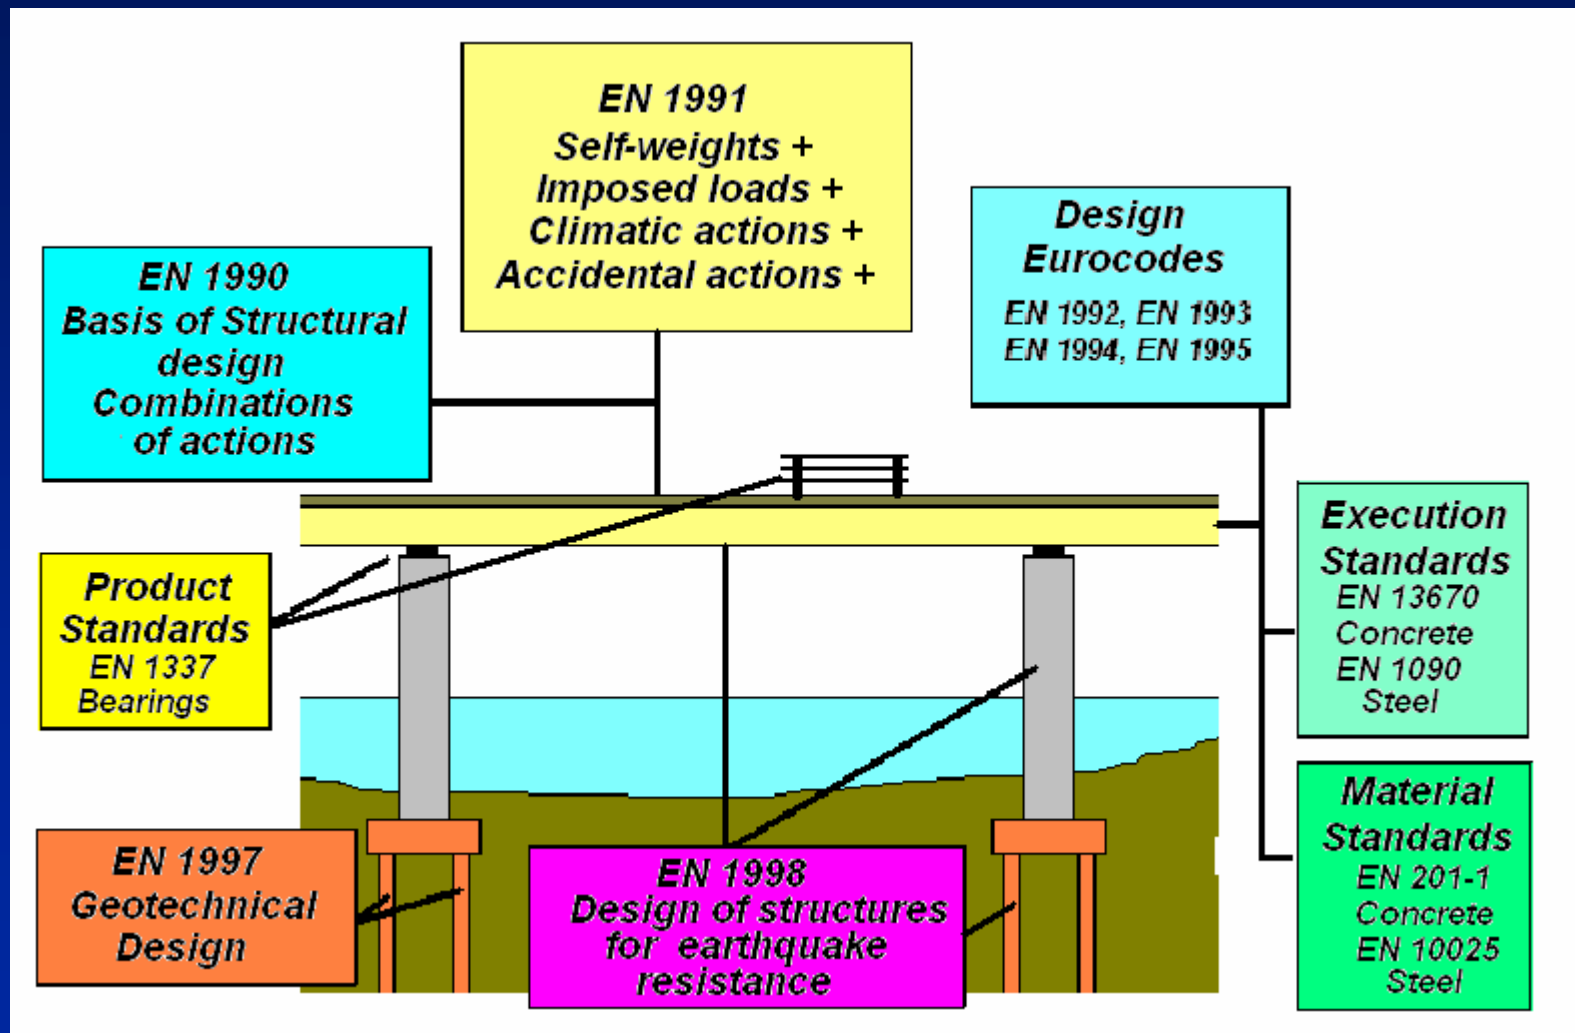 EN 1991
Self-weights +
Imposed loads +
Climatic actions +
Accidental actions +
Design
Eurocodes
EN 1992, EN 1993
EN 1994, EN 1995
EN 1990
Basis of Structural
design
Combinations
of actions
Execution
Standards
EN 13670
Concrete
EN 1090
Steel
Product
Standards
EN 1337
Bearings
Material
Standards
EN 201-1
Concrete
EN 10025
Steel
EN 1997
Geotechnical
Design
EN 1998
Design of structures
for earthquake
resistance